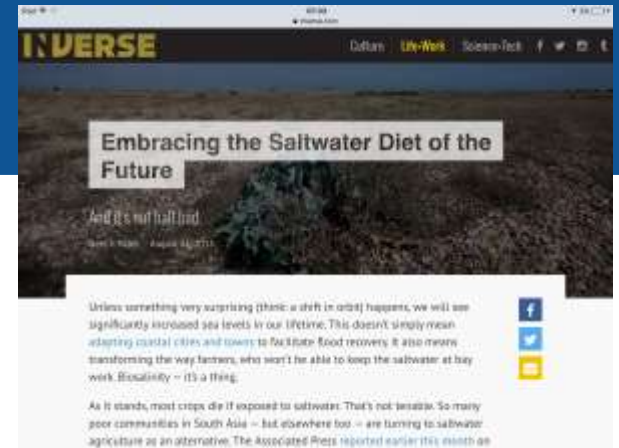 INVERSE
Culture Life-Work Science-Tech
Embracing the Saltwater Diet of the
Future
And it's not half bad
Unless something very surprising (think: a shift in orbit) happens, we will see
significantly increased sea levels in our lifetime. This doesn't simply mean
adapting coastal cities and towns to facilitate flood recovery. It also means
transforming the way farmers, who won't be able to keep the saltwater at bay
work. Biosalinity — it's a thing.
As it stands, most crops die if exposed to saltwater. That's not tenable. So many
poor communities in South Asia — but elsewhere too — are turning to saltwater
agriculture as an alternative. The Associated Press reported earlier this month on